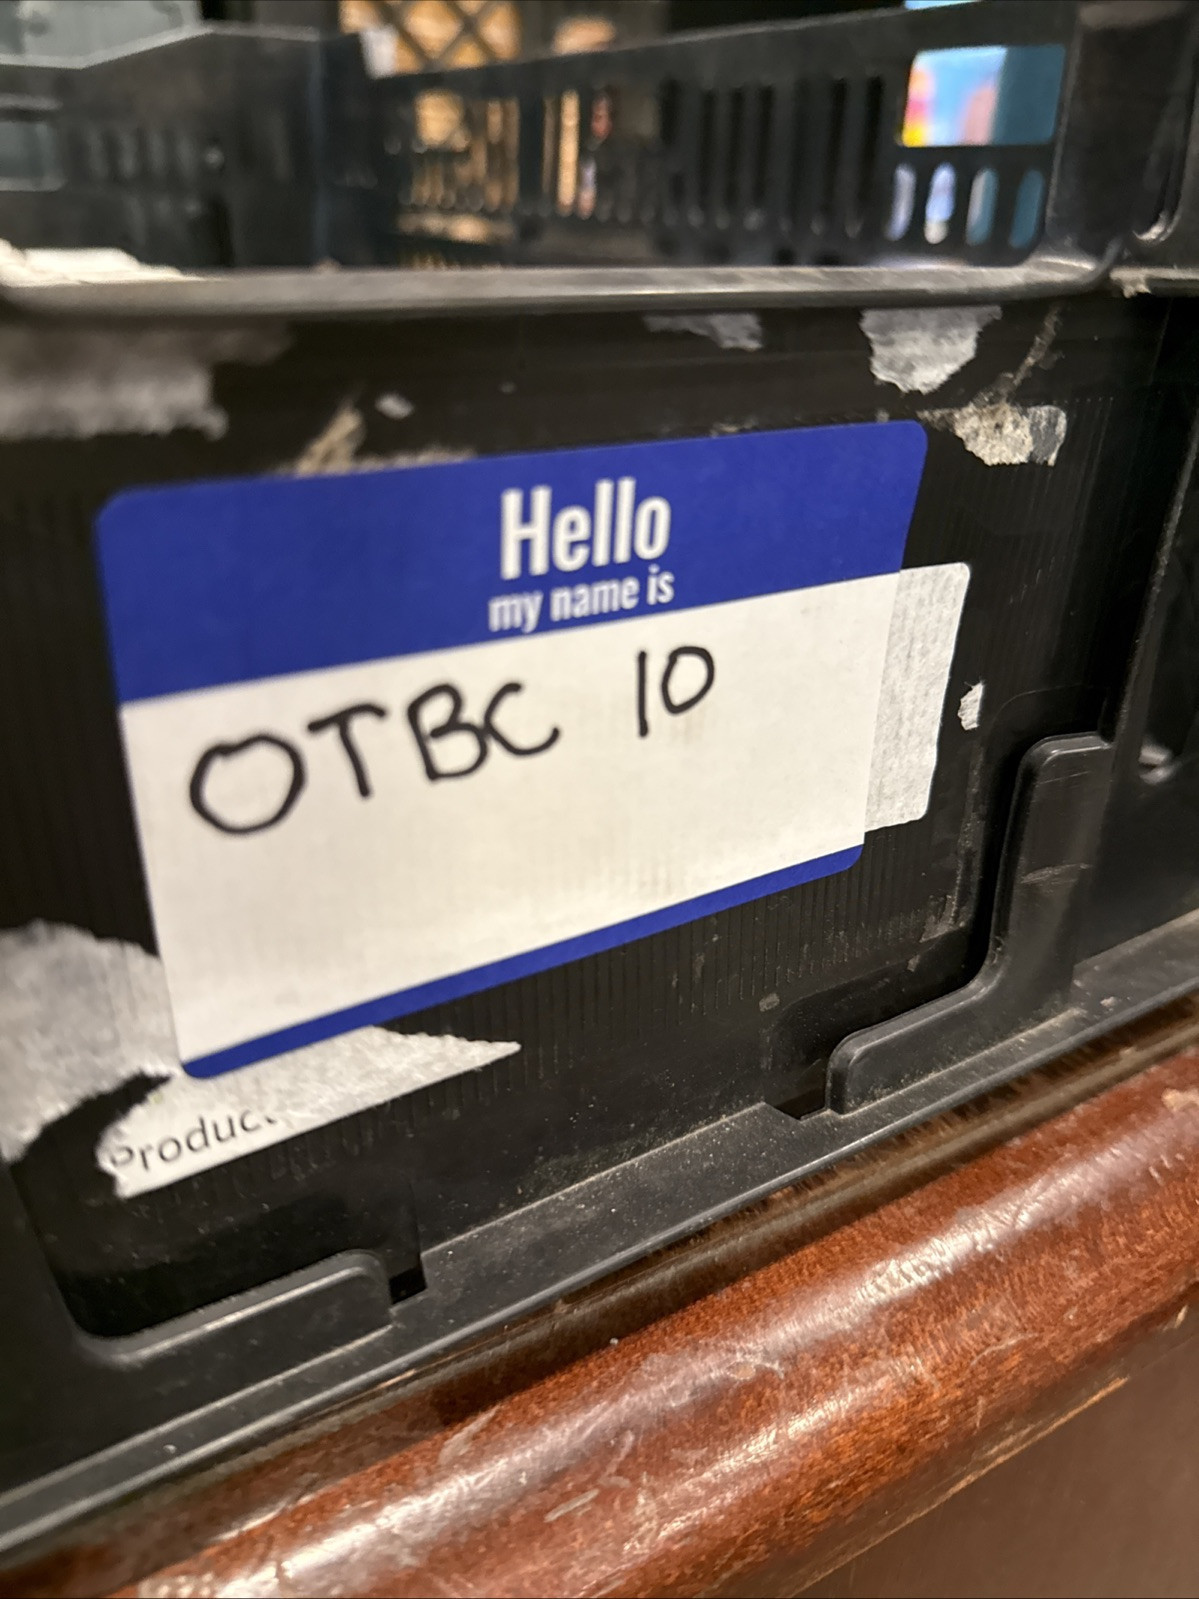 Hello
my name is
OTBC 10
Produc